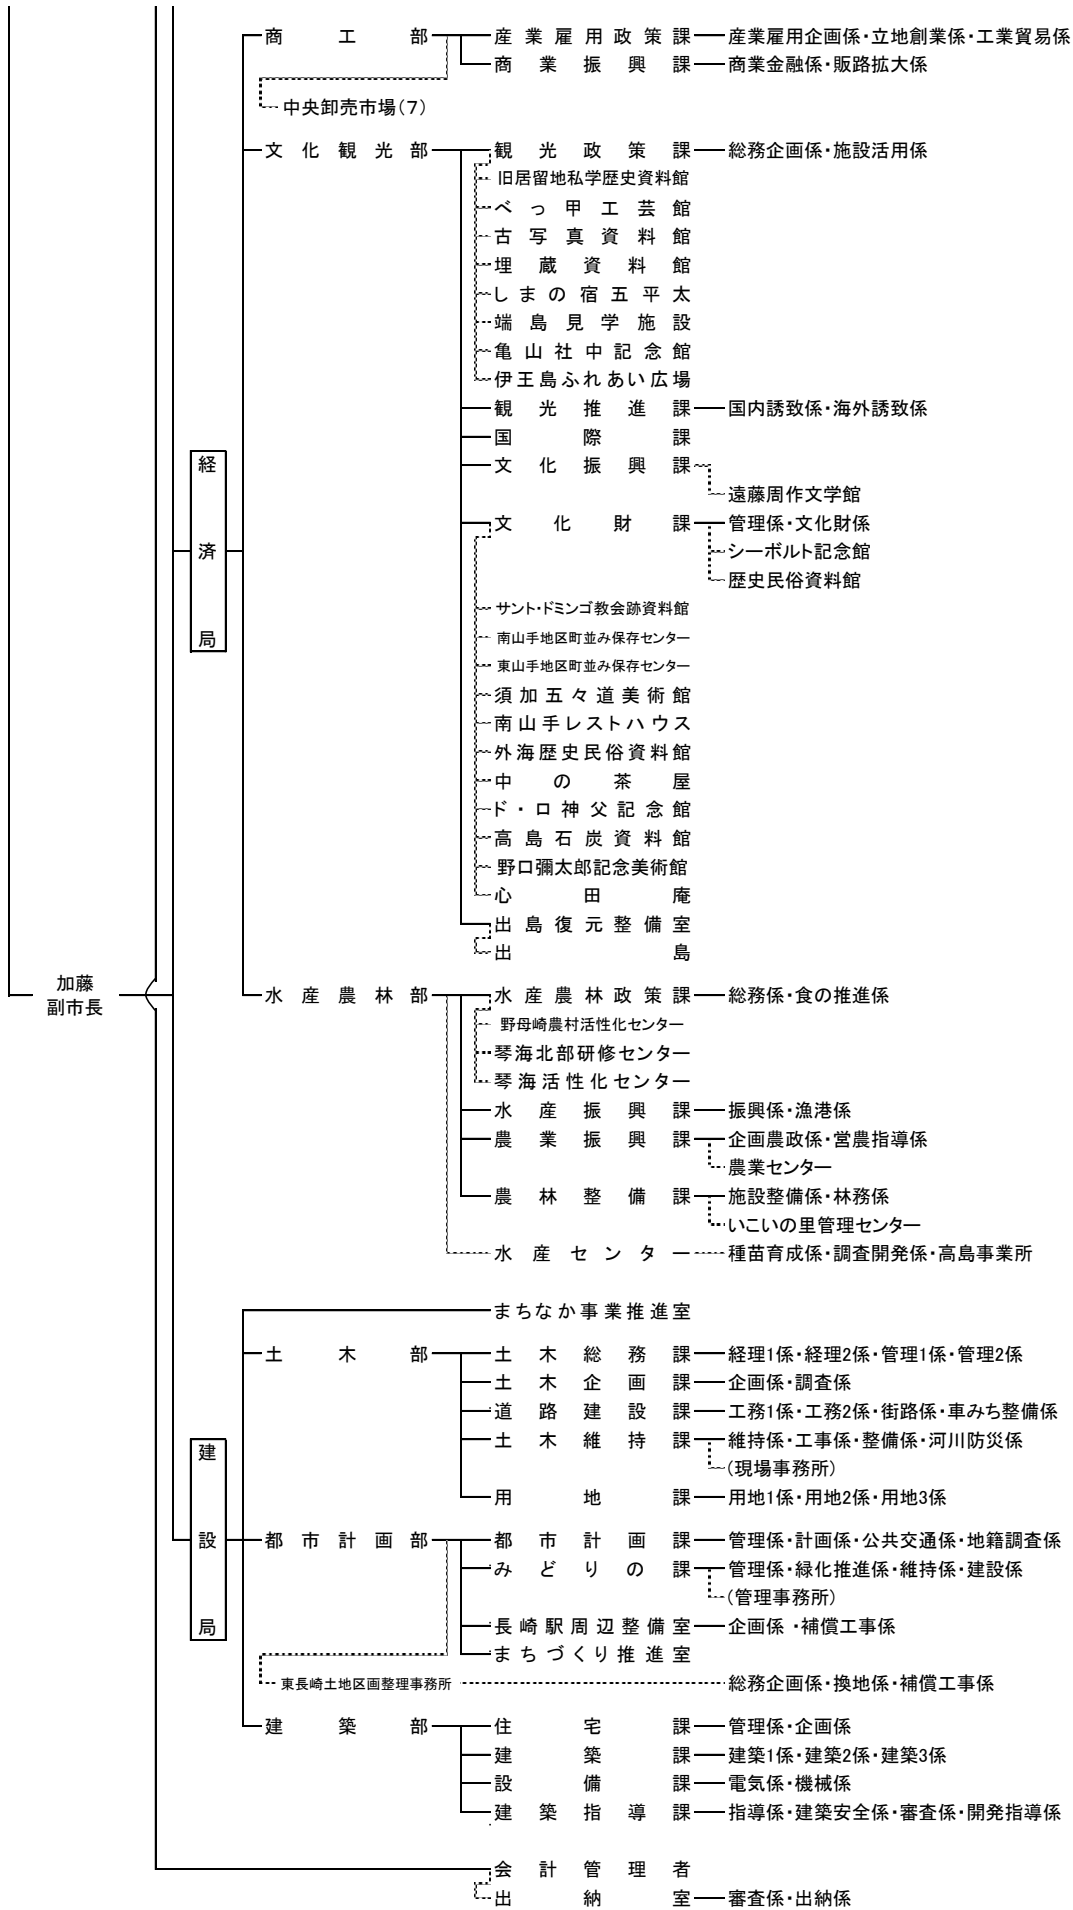 商工部 産業雇用政策課 産業雇用企画係・立地創業係・工業貿易係
商業振興課 商業金融係・販路拡大係
中央卸売市場(7)
文化観光部 観光政策課 総務企画係・施設活用係
旧居留地私学歴史資料館
べっ甲工芸館
古写真資料館
埋蔵資料館
しまの宿五平太
端島見学施設
亀山社中記念館
伊王島ふれあい広場
観光推進課 国内誘致係・海外誘致係
国際課
文化振興課
遠藤周作文学館
文化財課 管理係・文化財係
シーボルト記念館
歴史民俗資料館
経済局
サント・ドミンゴ教会跡資料館
南山手地区町並み保存センター
東山手地区町並み保存センター
須加五々道美術館
南山手レストハウス
外海歴史民俗資料館
中の茶屋
ド・ロ神父記念館
高島石炭資料館
野口彌太郎記念美術館
心田庵
出島復元整備室
出島
加藤
副市長
水産農林部 水産農林政策課 総務係・食の推進係
野母崎農村活性化センター
琴海北部研修センター
琴海活性化センター
水産振興課 振興係・漁港係
農業振興課 企画農政係・営農指導係
農業センター
農林整備課 施設整備係・林務係
いこいの里管理センター
水産センター 種苗育成係・調査開発係・高島事業所
まちなか事業推進室
土木部 土木総務課 経理1係・経理2係・管理1係・管理2係
土木企画課 企画係・調査係
道路建設課 工務1係・工務2係・街路係・車みち整備係
土木維持課 維持係・工事係・整備係・河川防災係
(現場事務所)
用地課 用地1係・用地2係・用地3係
建設局
都市計画部 都市計画課 管理係・計画係・公共交通係・地籍調査係
みどりの課 管理係・緑化推進係・維持係・建設係
(管理事務所)
長崎駅周辺整備室 企画係・補償工事係
まちづくり推進室
東長崎土地区画整理事務所 総務企画係・換地係・補償工事係
建築部 住宅課 管理係・企画係
建築課 建築1係・建築2係・建築3係
設備課 電気係・機械係
建築指導課 指導係・建築安全係・審査係・開発指導係
会計管理者
出納室 審査係・出納係